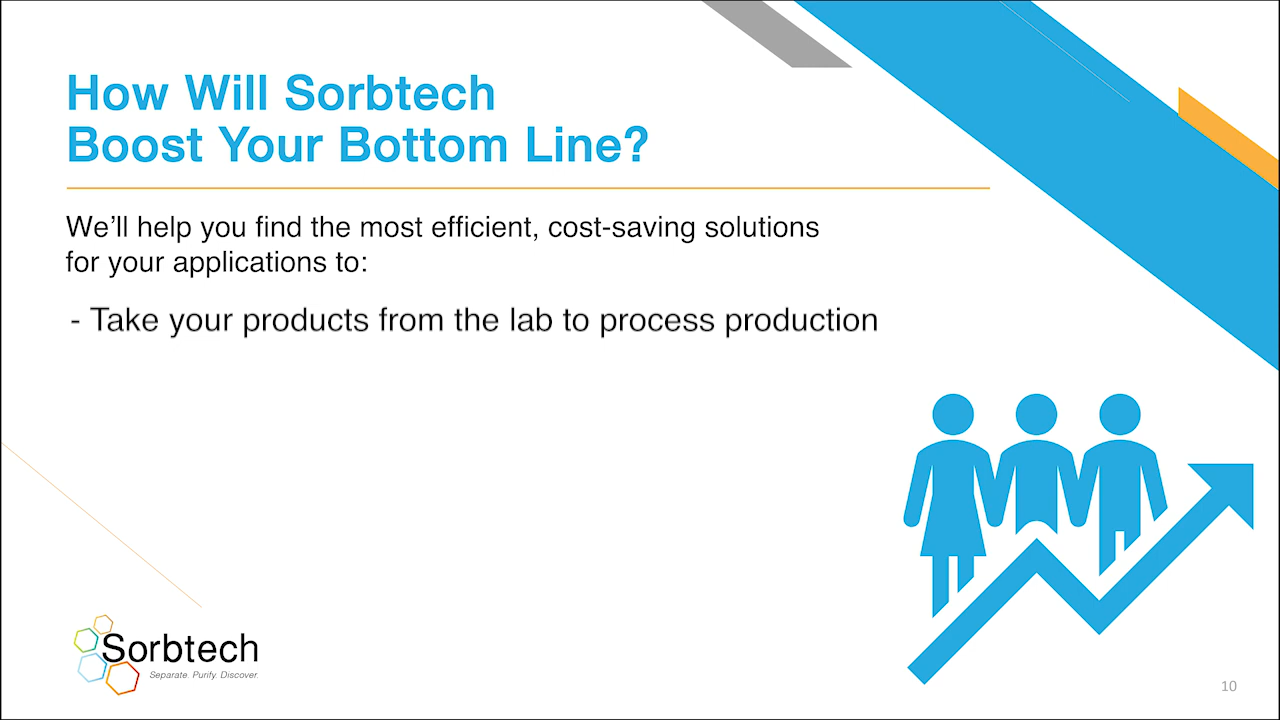 How Will Sorbtech
Boost Your Bottom Line?
We’ll help you find the most efficient, cost-saving solutions
for your applications to:
- Take your products from the lab to process production
Sorbtech
Separate. Purify. Discover.
10